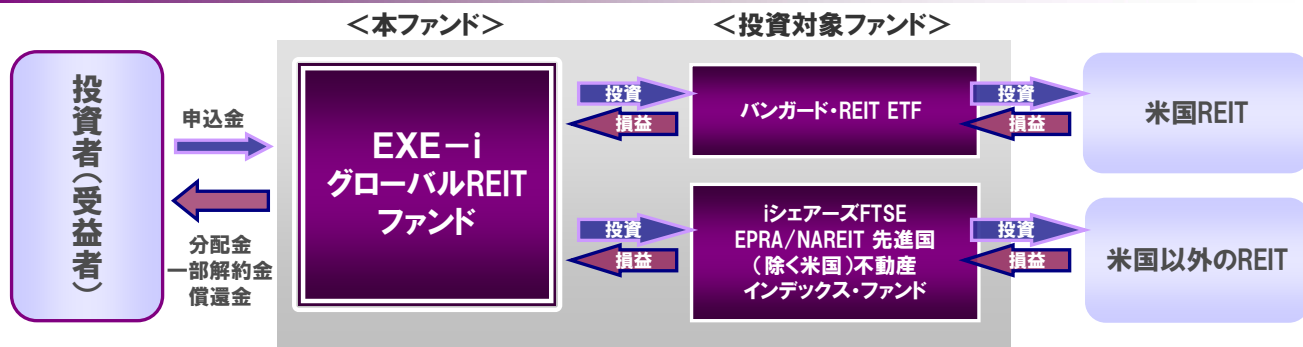 ＜本ファンド＞
＜投資対象ファンド＞
投資者（受益者）
申込金
分配金
一部解約金
償還金
EXE－i
グローバルREIT
ファンド
投資
損益
投資
損益
バンガード・REIT ETF
iシェアーズFTSE
EPRA/NAREIT 先進国
（除く米国）不動産
インデックス・ファンド
投資
損益
投資
損益
米国REIT
米国以外のREIT